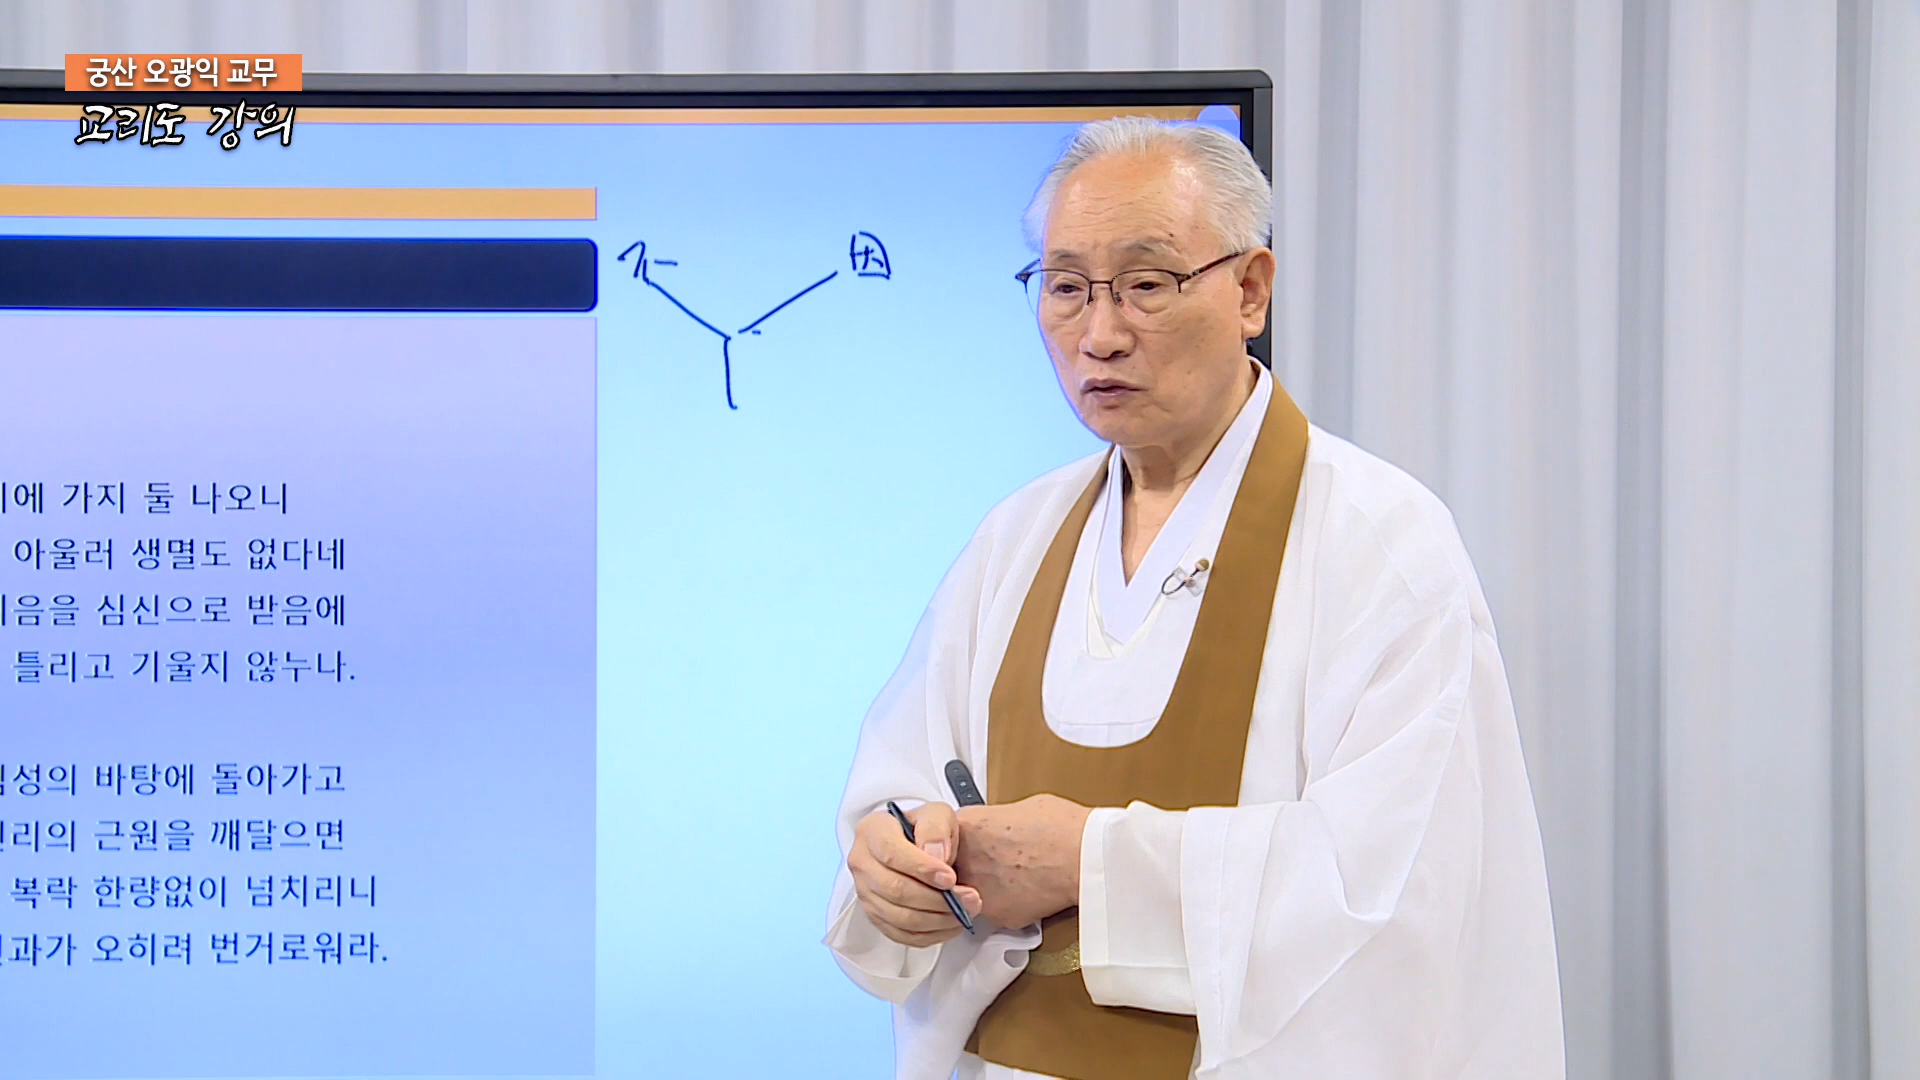 궁산 오광익 교무
교리도 강의
因
에 가지 둘 나오니
아울러 생멸도 없다네
음을 심신으로 받음에
틀리고 기울지 않누나.
성의 바탕에 돌아가고
리의 근원을 깨달으면
복락 한량없이 넘치리니
과가 오히려 번거로워라.